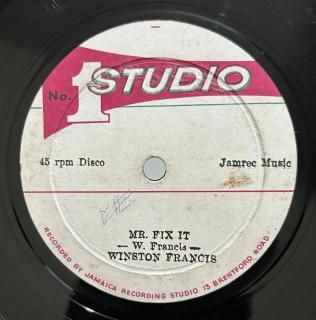 No. 1 STUDIO
45 rpm Disco
Jamrec Music
MR. FIX IT
— W. Francis —
WINSTON FRANCIS
RECORDED BY JAMAICA RECORDING STUDIO 13 BRENTFORD ROAD